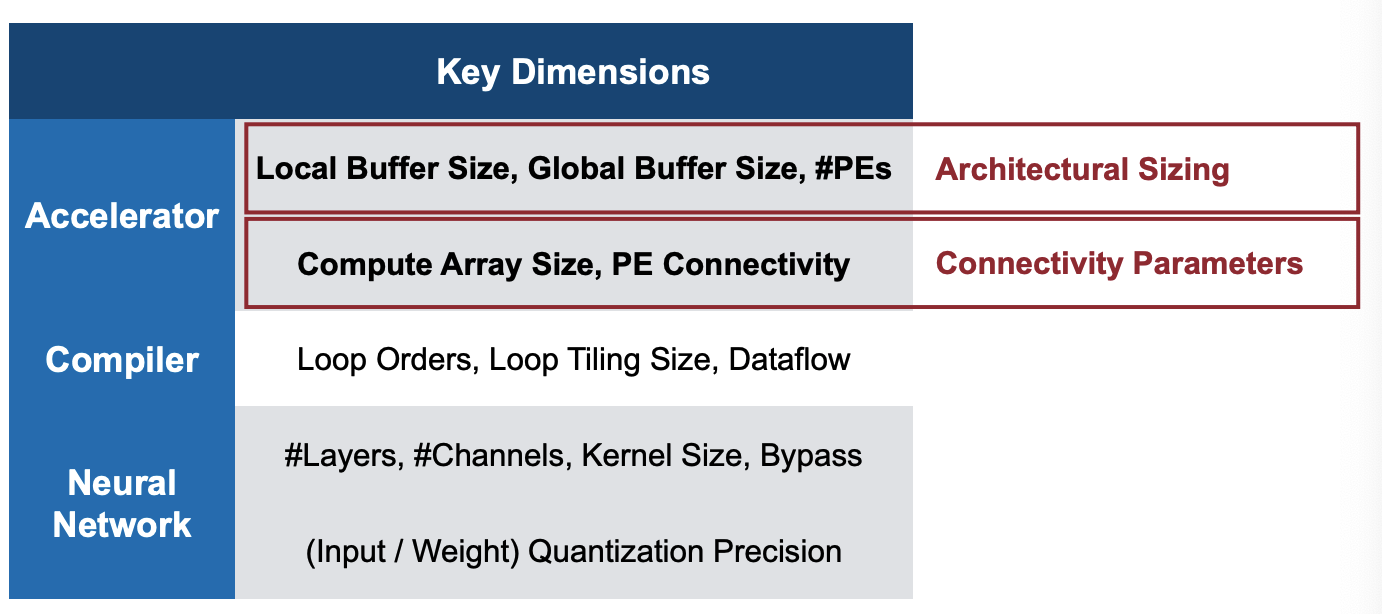 Key Dimensions
Accelerator
Local Buffer Size, Global Buffer Size, #PEs
Architectural Sizing
Compute Array Size, PE Connectivity
Connectivity Parameters
Compiler
Loop Orders, Loop Tiling Size, Dataflow
Neural
Network
#Layers, #Channels, Kernel Size, Bypass
(Input / Weight) Quantization Precision